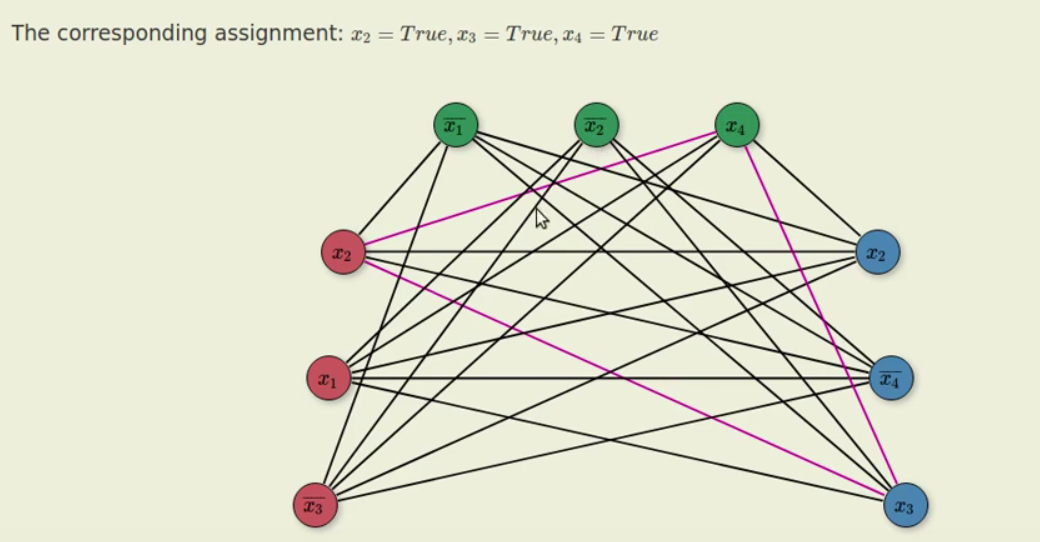 The corresponding assignment: x₂ = True, x₃ = True, x₄ = True
x̅₁ x̅₂ x₄
x₂ x₂
x₁ x̅₄
x̅₃ x₃